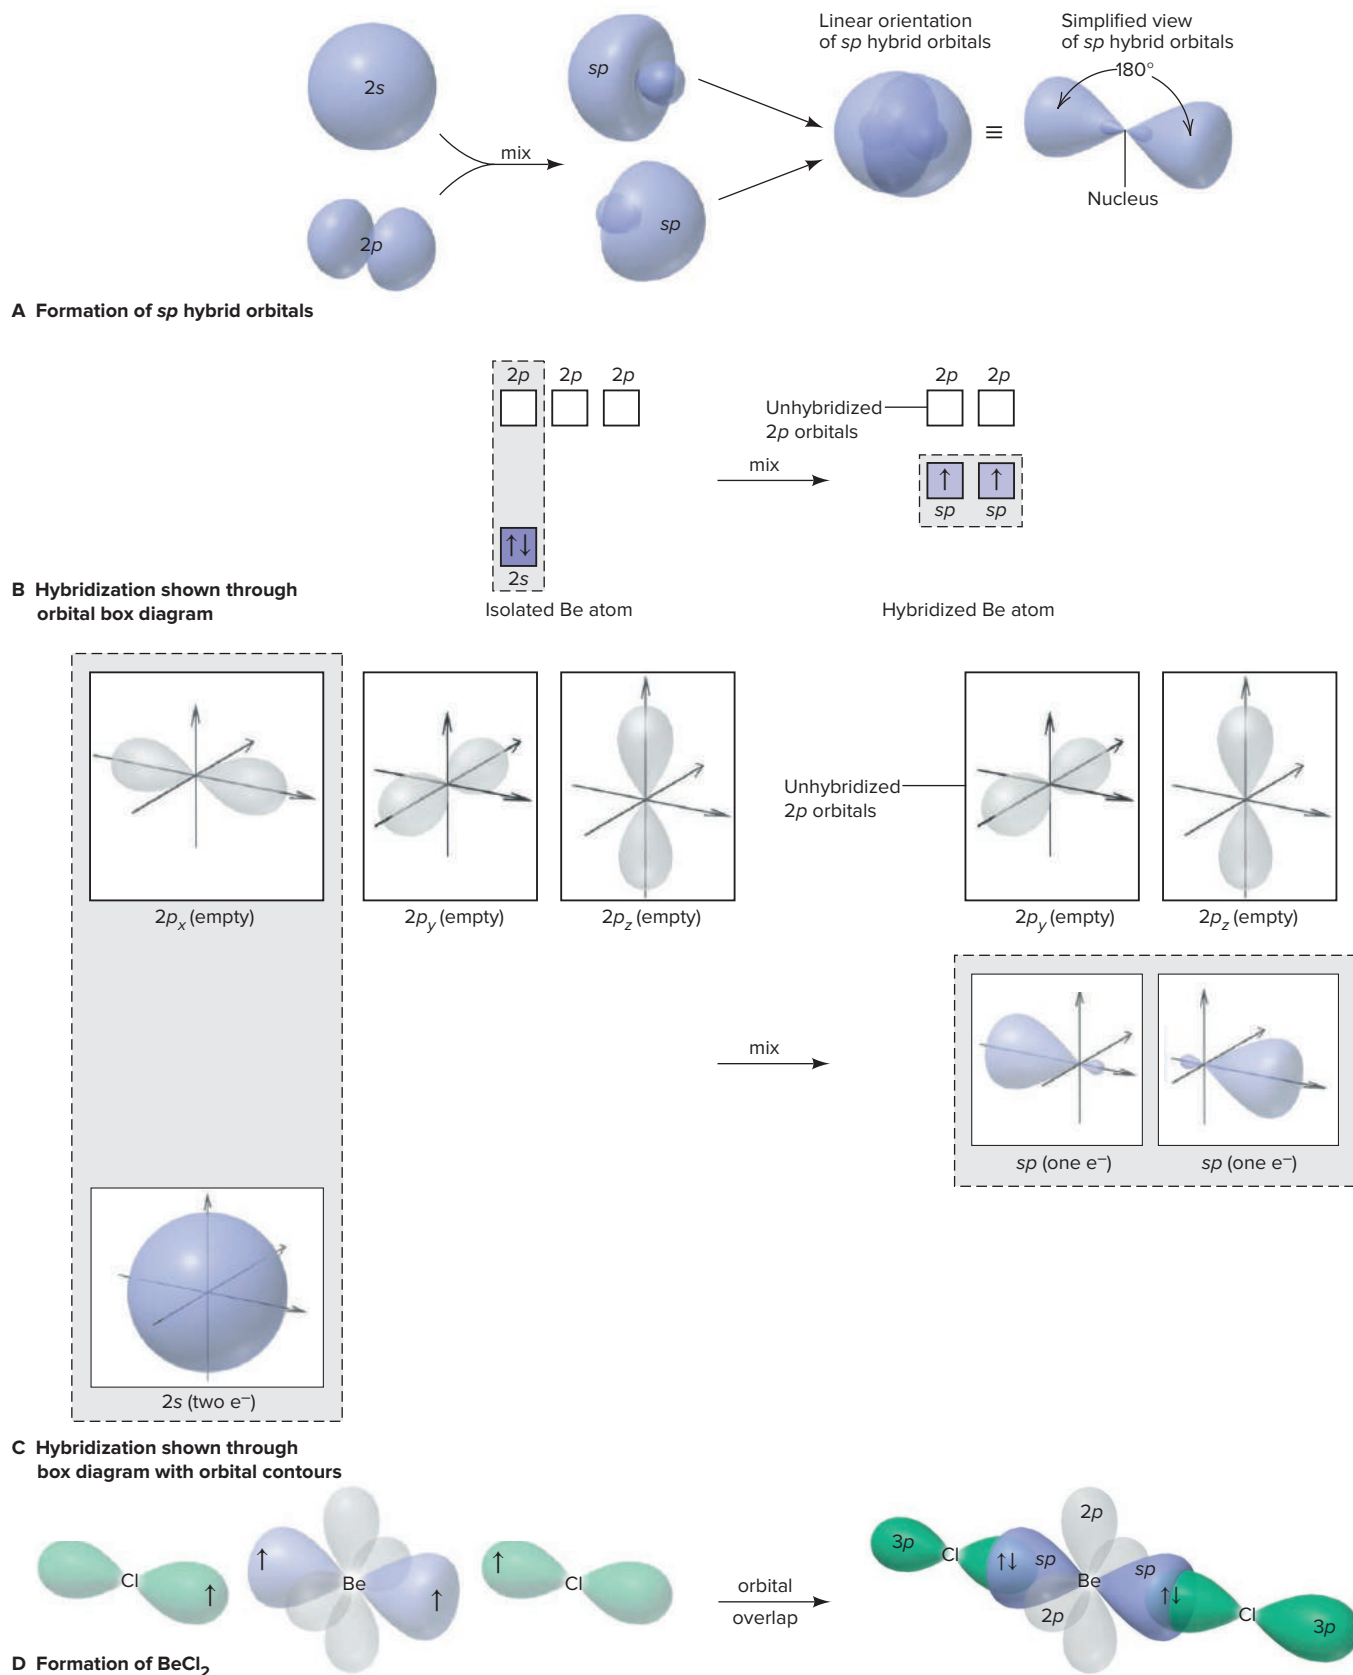 2s
2p
mix
sp
sp
Linear orientation
of sp hybrid orbitals
≡
Simplified view
of sp hybrid orbitals
180°
Nucleus
A Formation of sp hybrid orbitals
2p 2p 2p
↑↓
2s
Isolated Be atom
mix
Unhybridized
2p orbitals
2p 2p
↑ ↑
sp sp
Hybridized Be atom
B Hybridization shown through
orbital box diagram
2px (empty)
2py (empty)
2pz (empty)
2s (two e⁻)
mix
Unhybridized
2p orbitals
2py (empty)
2pz (empty)
sp (one e⁻)
sp (one e⁻)
C Hybridization shown through
box diagram with orbital contours
Cl ↑
↑ Be ↑
↑ Cl
orbital
overlap
3p Cl ↑↓ sp 2p Be 2p sp ↑↓ Cl 3p
D Formation of BeCl₂